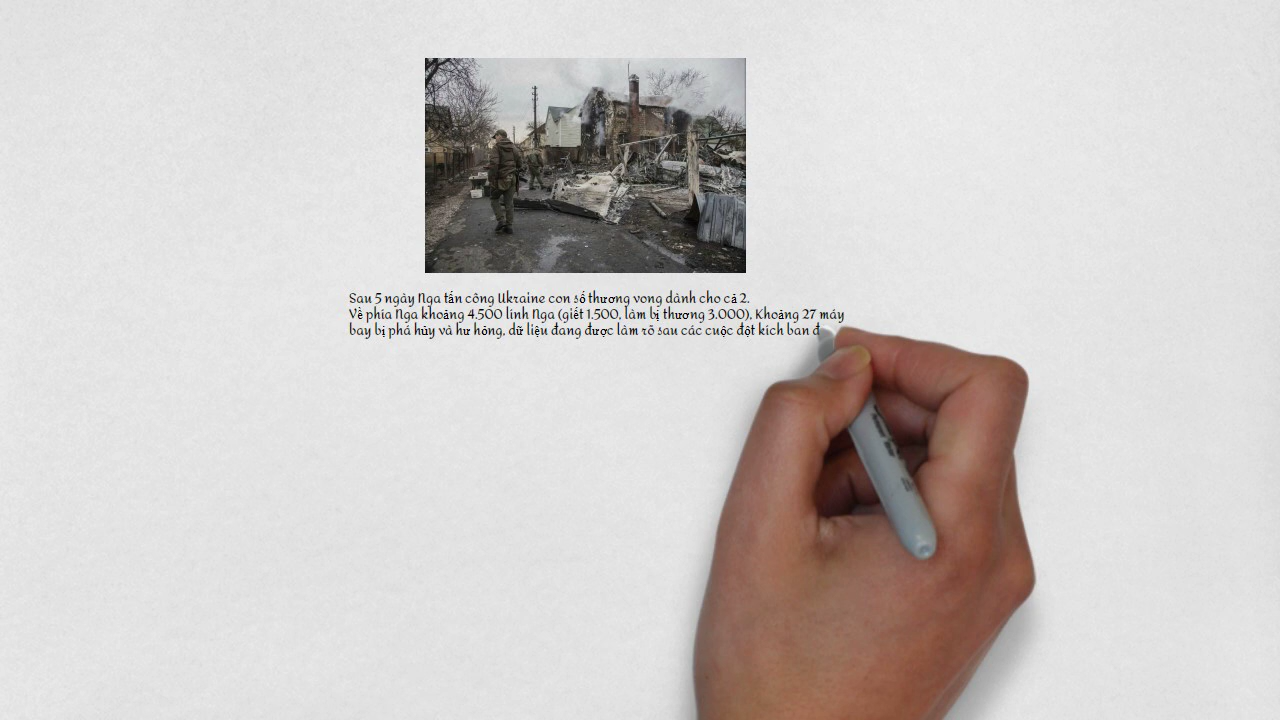 Sau 5 ngày Nga tấn công Ukraine con số thương vong dành cho cả 2.
Về phía Nga khoảng 4.500 lính Nga (giết 1.500, làm bị thương 3.000), Khoảng 27 máy
bay bị phá hủy và hư hỏng, dữ liệu đang được làm rõ sau các cuộc đột kích ban đ